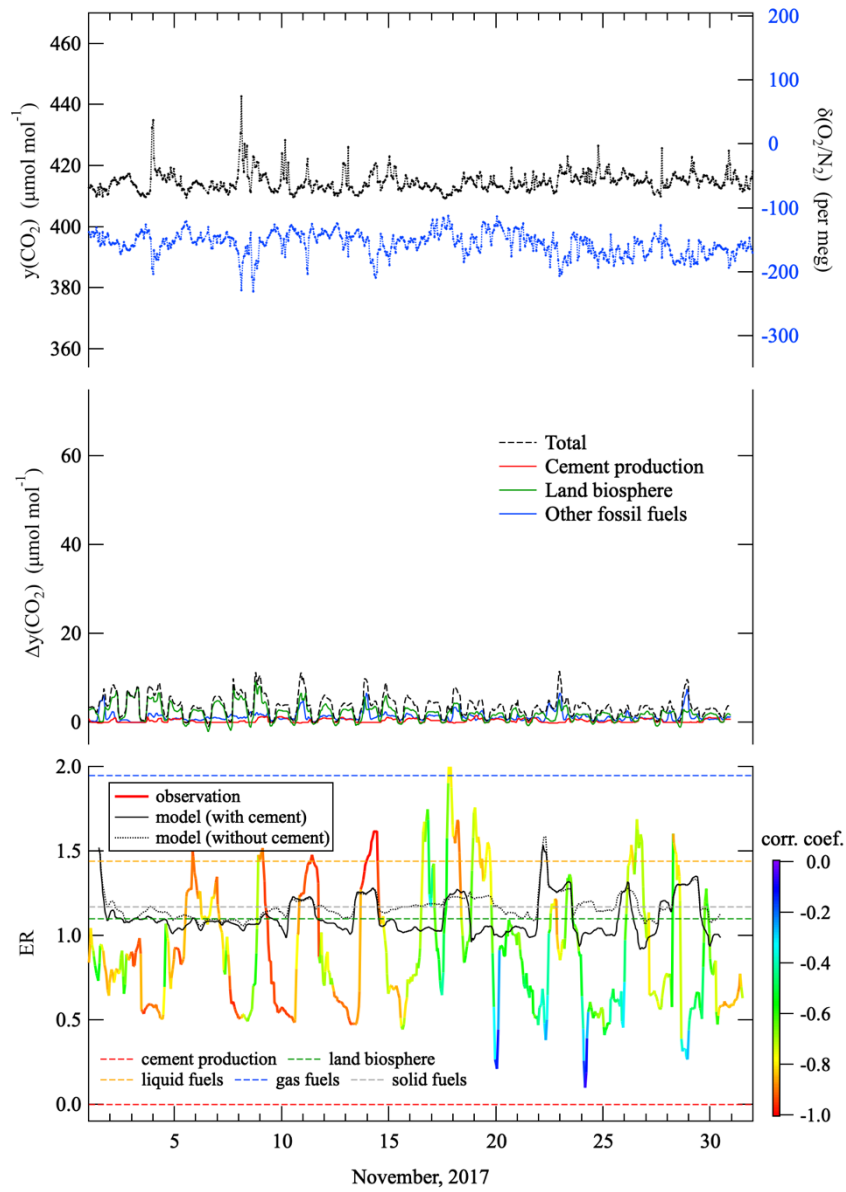 460
440
420
400
380
360
y(CO2) (μmol mol⁻¹)
200
100
0
-100
-200
-300
δ(O2/N2) (per meg)
60
40
20
0
Δy(CO2) (μmol mol⁻¹)
Total
Cement production
Land biosphere
Other fossil fuels
2.0
1.5
1.0
0.5
0.0
ER
observation
model (with cement)
model (without cement)
cement production land biosphere
liquid fuels gas fuels solid fuels
corr. coef.
0.0
-0.2
-0.4
-0.6
-0.8
-1.0
5 10 15 20 25 30
November, 2017